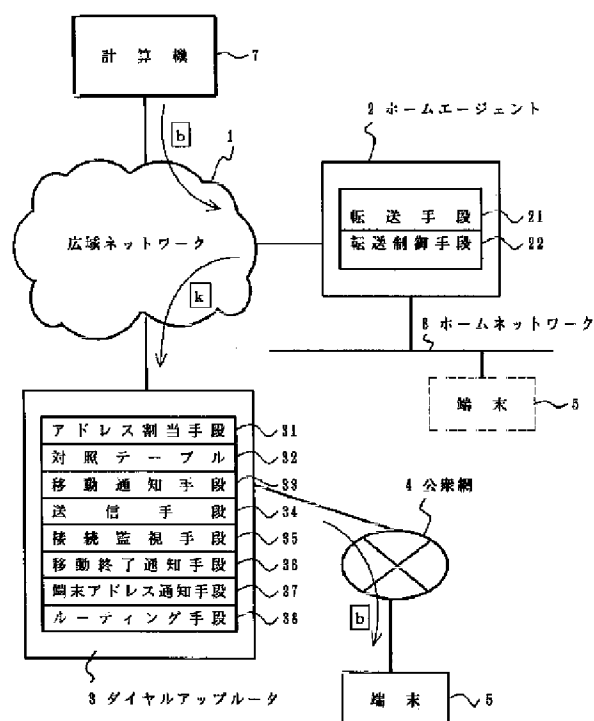 計算機 7
b
1
2 ホームエージェント
転送手段 21
転送制御手段 22
広域ネットワーク
k
6 ホームネットワーク
端末 5
アドレス割当手段 31
対照テーブル 32
移動通知手段 33
送信手段 34
接続監視手段 35
移動終了通知手段 36
端末アドレス通知手段 37
ルーティング手段 38
4 公衆網
b
3 ダイヤルアップルータ
端末 5